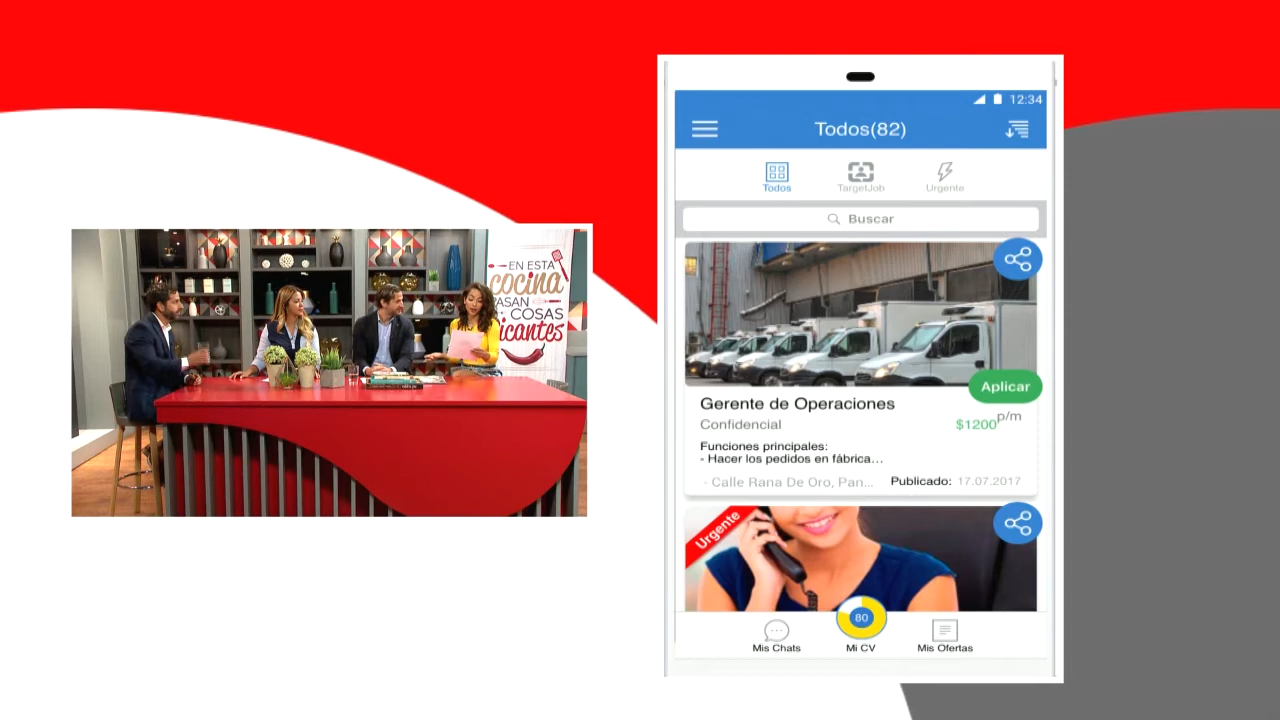 EN ESTA
cocina
PASAN
COSAS
picantes
12:34
Todos(82)
Todos
TargetJob
Urgente
Buscar
Aplicar
Gerente de Operaciones
Confidencial
$1200 p/m
Funciones principales:
- Hacer los pedidos en fábrica...
- Calle Rana De Oro, Pan...
Publicado: 17.07.2017
Urgente
80
Mis Chats
Mi CV
Mis Ofertas